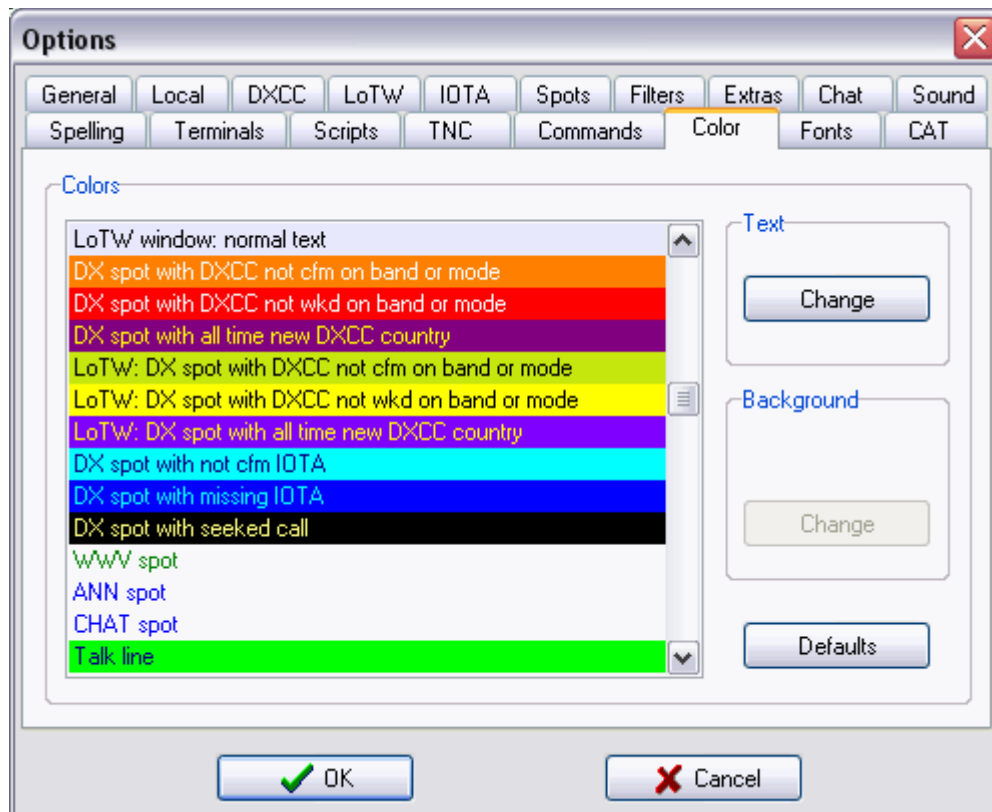 Options
General Local DXCC LoTW IOTA Spots Filters Extras Chat Sound
Spelling Terminals Scripts TNC Commands Color Fonts CAT
Colors
LoTW window: normal text
DX spot with DXCC not cfm on band or mode
DX spot with DXCC not wkd on band or mode
DX spot with all time new DXCC country
LoTW: DX spot with DXCC not cfm on band or mode
LoTW: DX spot with DXCC not wkd on band or mode
LoTW: DX spot with all time new DXCC country
DX spot with not cfm IOTA
DX spot with missing IOTA
DX spot with seeked call
WWV spot
ANN spot
CHAT spot
Talk line
Text
Change
Background
Change
Defaults
OK Cancel